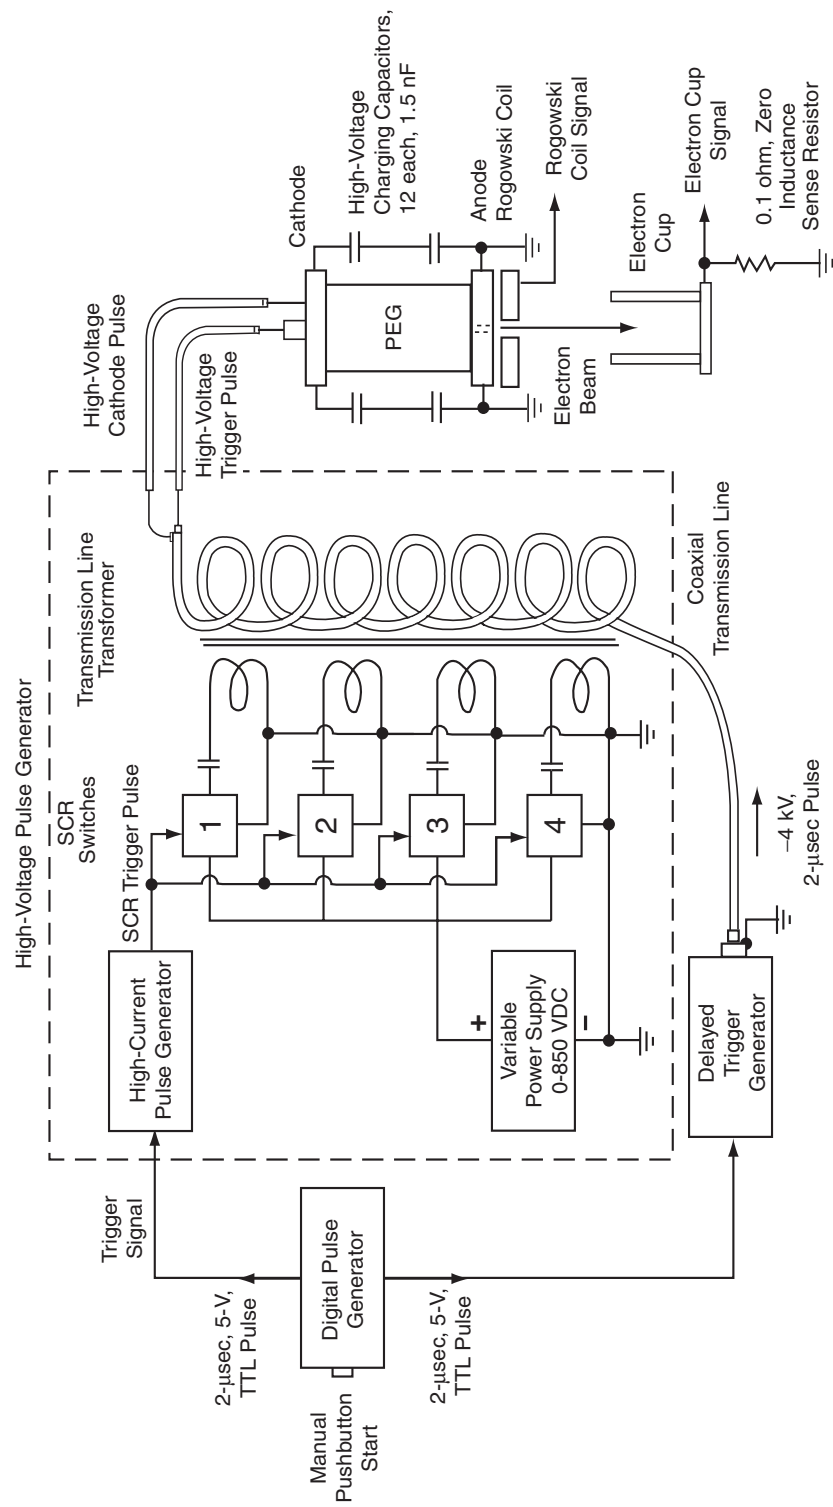 High-Voltage Pulse Generator
Manual
Pushbutton
Start
Digital Pulse
Generator
2-μsec, 5-V,
TTL Pulse
2-μsec, 5-V,
TTL Pulse
Trigger
Signal
High-Current
Pulse Generator
SCR Trigger Pulse
SCR
Switches
1
2
3
4
Variable
Power Supply
0-850 VDC
+
–
Transmission Line
Transformer
Delayed
Trigger
Generator
–4 kV,
2-μsec Pulse
Coaxial
Transmission Line
High-Voltage
Cathode Pulse
High-Voltage
Trigger Pulse
Cathode
PEG
High-Voltage
Charging Capacitors,
12 each, 1.5 nF
Anode
Rogowski Coil
Rogowski
Coil Signal
Electron
Beam
Electron
Cup
Electron Cup
Signal
0.1 ohm, Zero
Inductance
Sense Resistor